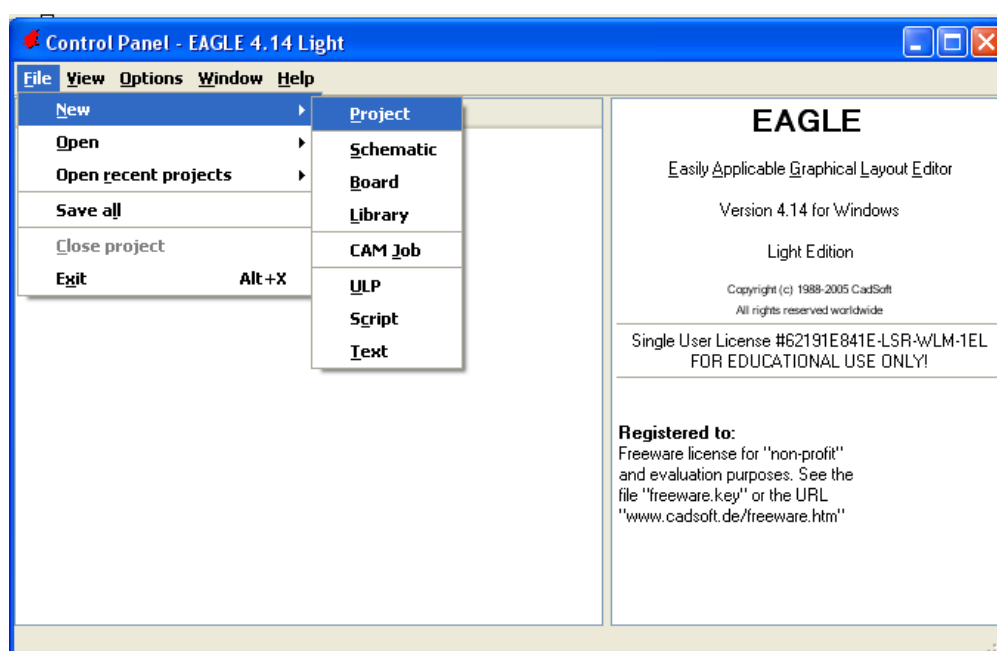 Control Panel - EAGLE 4.14 Light
File View Options Window Help
New
Open
Open recent projects
Save all
Close project
Exit Alt+X
Project
Schematic
Board
Library
CAM Job
ULP
Script
Text
EAGLE
Easily Applicable Graphical Layout Editor
Version 4.14 for Windows
Light Edition
Copyright (c) 1988-2005 CadSoft
All rights reserved worldwide
Single User License #62191E841E-LSR-WLM-1EL
FOR EDUCATIONAL USE ONLY!
Registered to:
Freeware license for "non-profit"
and evaluation purposes. See the
file "freeware.key" or the URL
"www.cadsoft.de/freeware.htm"